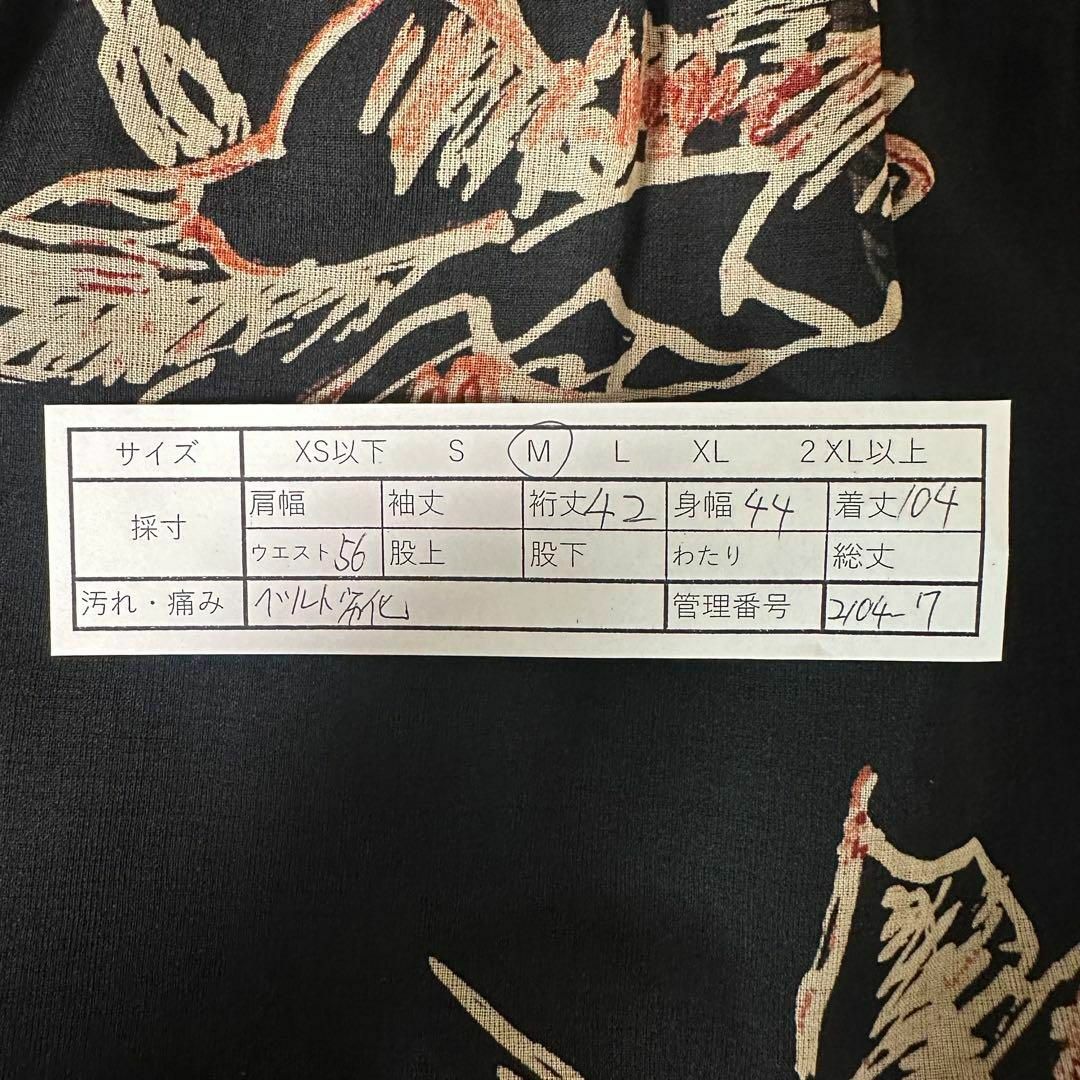 サイズ XS以下 S M L XL 2XL以上
採寸 肩幅 袖丈 裄丈42 身幅44 着丈104
ウエスト56 股上 股下 わたり 総丈
汚れ・痛み ベルト劣化 管理番号 2104-7